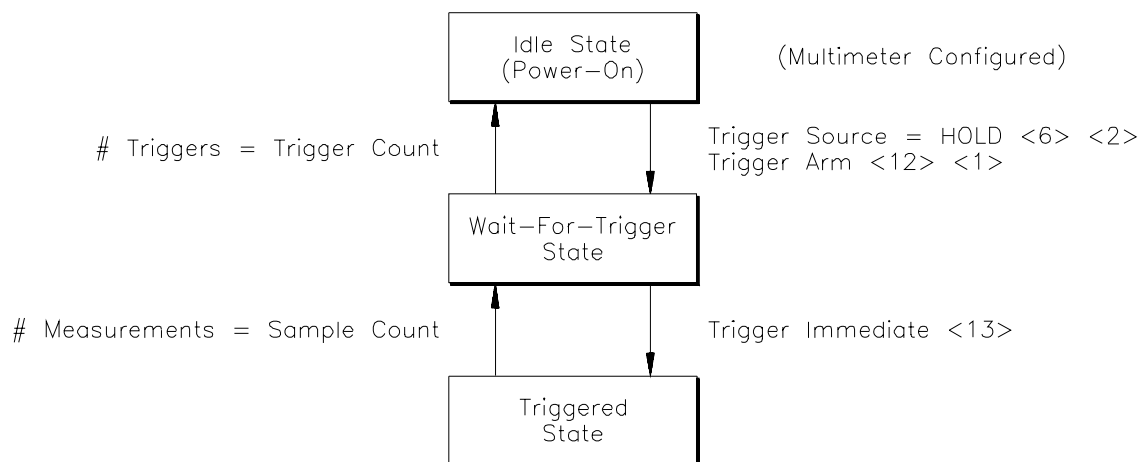 Idle State
(Power-On)
(Multimeter Configured)
# Triggers = Trigger Count
Trigger Source = HOLD <6> <2>
Trigger Arm <12> <1>
Wait-For-Trigger
State
# Measurements = Sample Count
Trigger Immediate <13>
Triggered
State